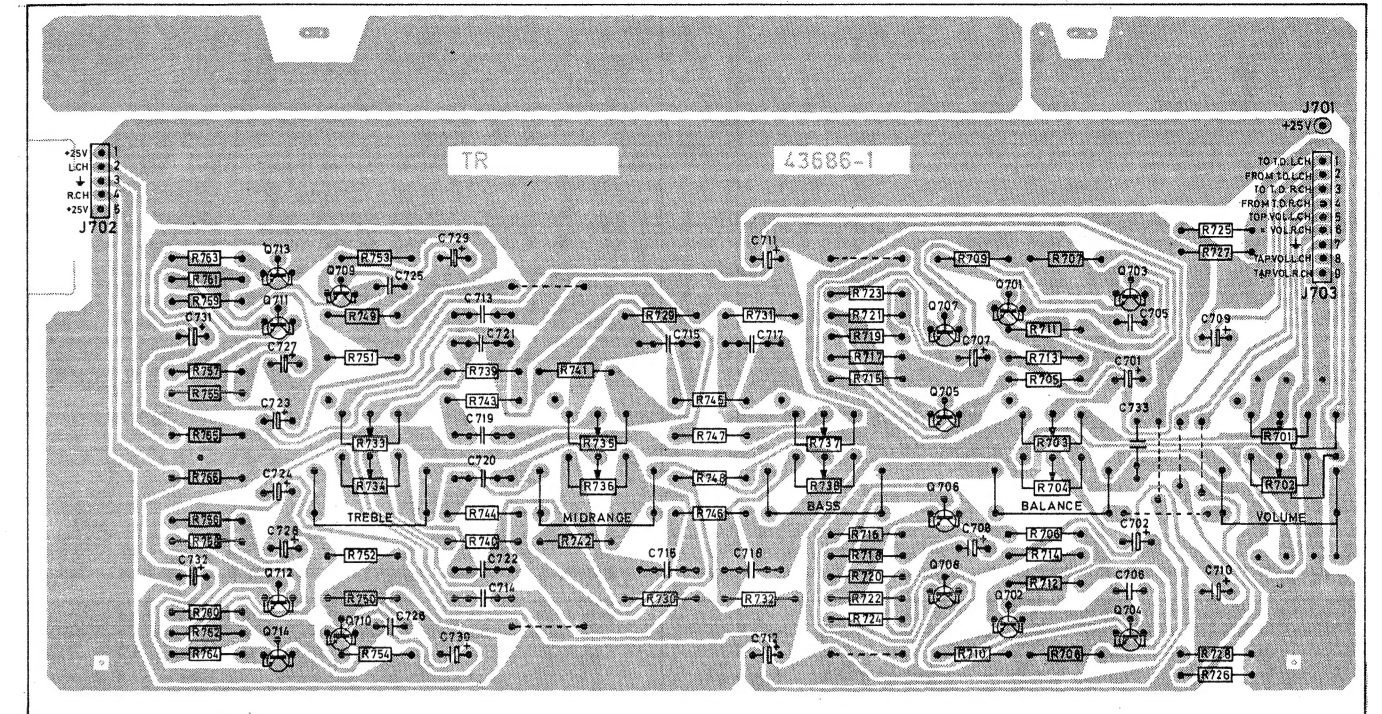 J701
+25V
TR
43686-1
+25V 1
L.CH 2
3
R.CH 4
+25V 5
J702
TO T.D. L.CH 1
FROM T.D. L.CH 2
TO T.D. R.CH 3
FROM T.D. R.CH 4
TOP VOL.L.CH 5
" VOL.R.CH 6
7
TAP.VOL.L.CH 8
TAP.VOL.R.CH 9
J703
R725
R727
R763
Q713
R753
C729
C711
R709
R707
Q703
R761
Q709
C725
R759
Q711
R749
C713
R729
R731
R723
R721
Q707
Q701
R711
C705
C731
C727
R751
C721
C715
C717
R719
R717
C707
R713
C709
R757
R755
R739
R741
R715
R705
C701
C723
R743
R745
Q705
C733
R765
R733
C719
R735
R747
R737
R703
R701
R766
C724
R734
C720
R736
R748
R738
R704
R702
TREBLE
MIDRANGE
BASS
BALANCE
VOLUME
R756
R758
C728
R744
R740
R742
R746
Q706
R716
C708
R706
C702
R752
C722
C716
C718
R718
R714
C732
Q712
R750
C714
R730
R732
R720
R722
Q708
R712
C706
C710
R760
R762
Q710
C726
R724
Q702
Q704
R764
Q714
R754
C730
C712
R710
R708
R728
R726